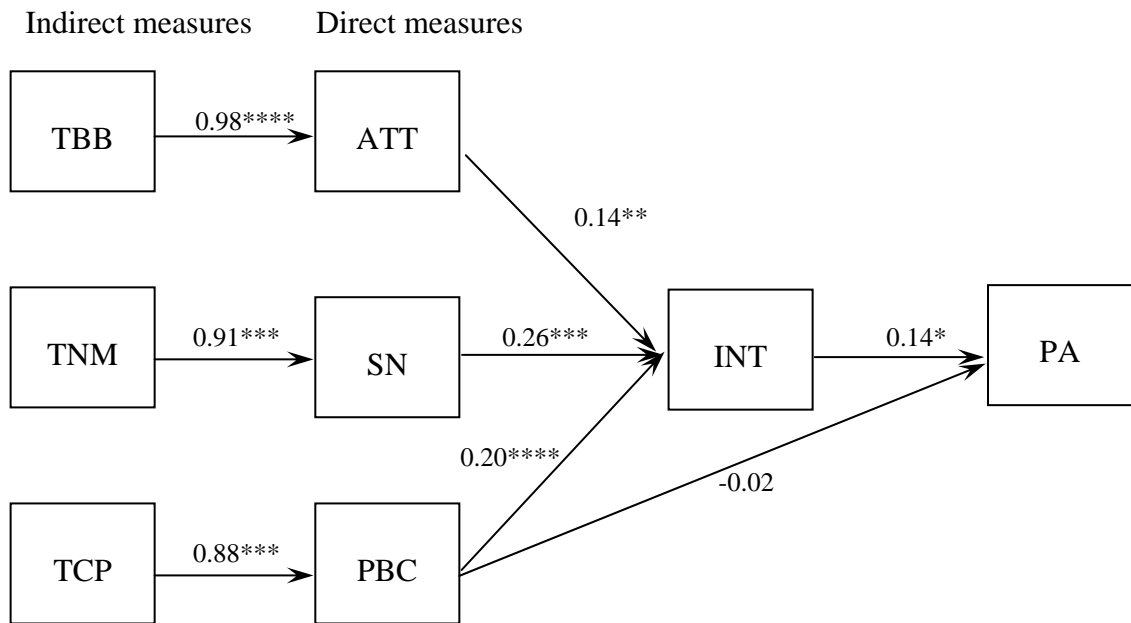 Indirect measures
Direct measures
TBB
0.98****
ATT
0.14**
TNM
0.91***
SN
0.26***
INT
0.14*
PA
0.20****
-0.02
TCP
0.88***
PBC